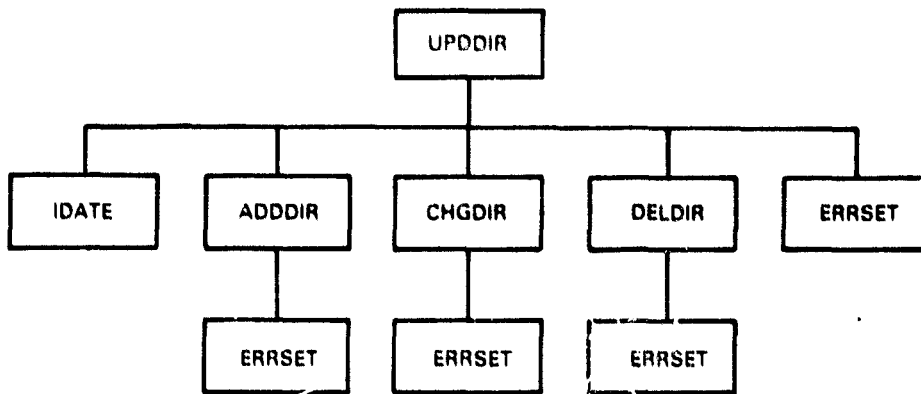 UPDDIR
IDATE
ADDDIR
CHGDIR
DELDIR
ERRSET
ERRSET
ERRSET
ERRSET